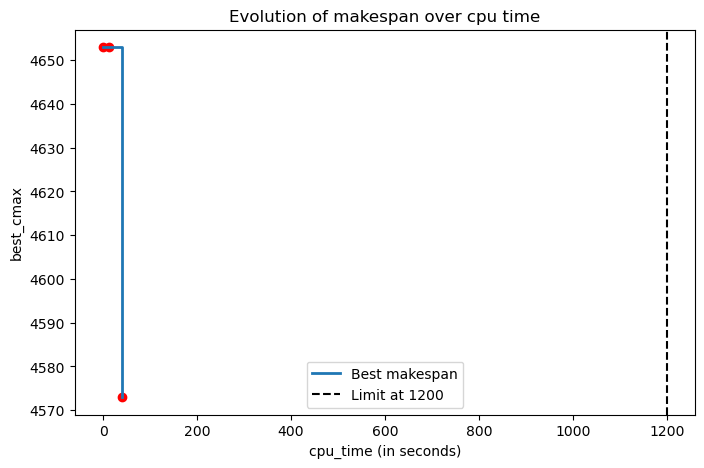 Evolution of makespan over cpu time
best_cmax
4650
4640
4630
4620
4610
4600
4590
4580
4570
Best makespan
Limit at 1200
0 200 400 600 800 1000 1200
cpu_time (in seconds)